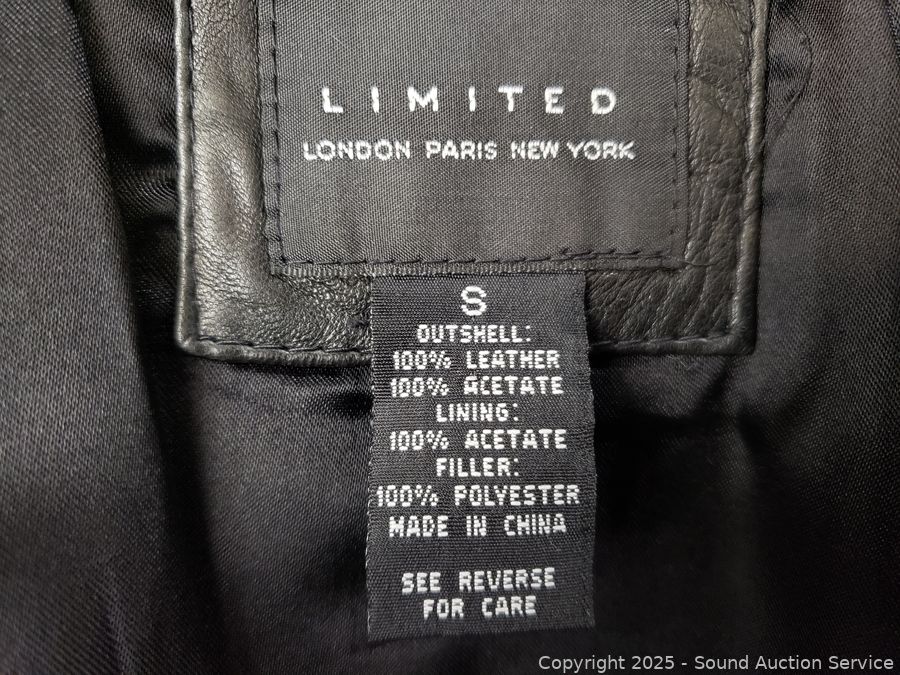 LIMITED
LONDON PARIS NEW YORK
S
OUTSHELL:
100% LEATHER
100% ACETATE
LINING:
100% ACETATE
FILLER:
100% POLYESTER
MADE IN CHINA
SEE REVERSE
FOR CARE
Copyright 2025 - Sound Auction Service